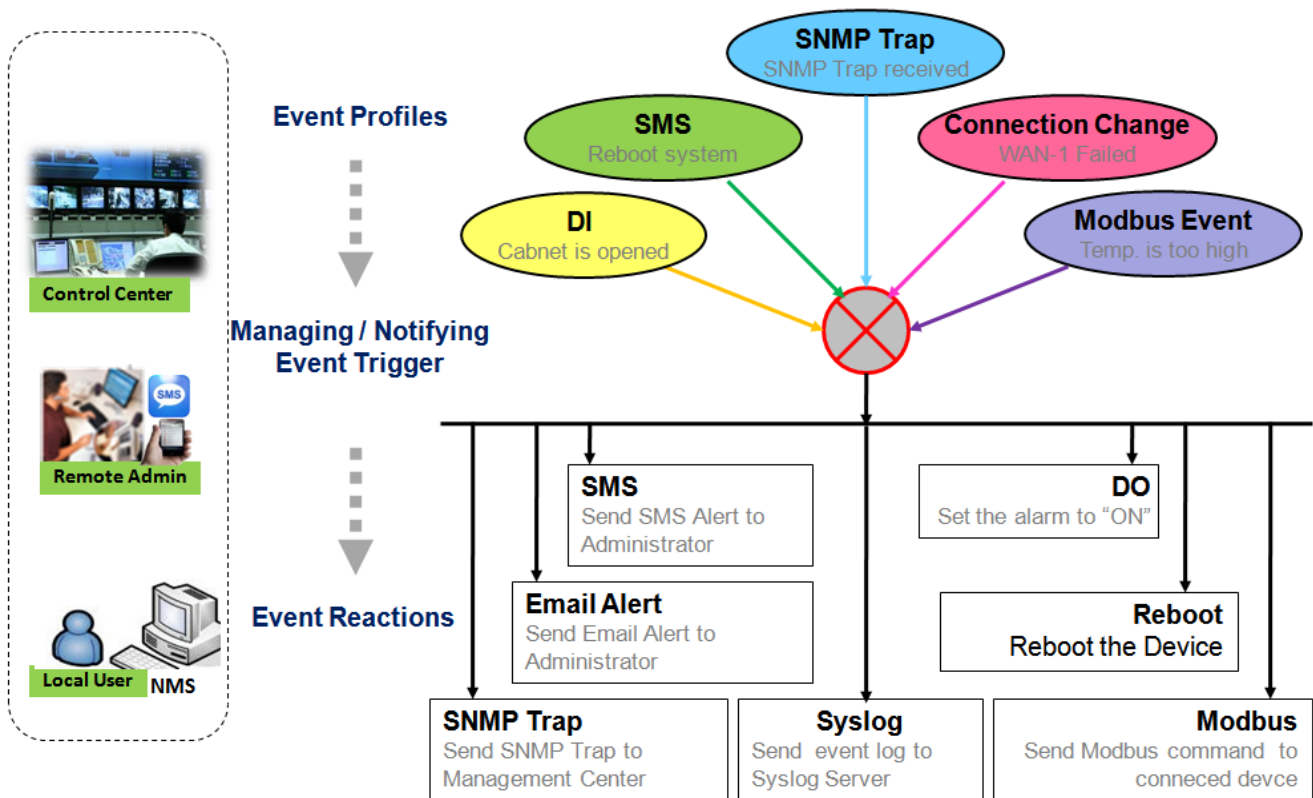 SNMP Trap
SNMP Trap received
Event Profiles
SMS
Reboot system
Connection Change
WAN-1 Failed
DI
Cabnet is opened
Modbus Event
Temp. is too high
Control Center
Managing / Notifying
Event Trigger
SMS
Remote Admin
SMS
Send SMS Alert to
Administrator
DO
Set the alarm to “ON”
Event Reactions
Email Alert
Send Email Alert to
Administrator
Reboot
Reboot the Device
Local User
NMS
SNMP Trap
Send SNMP Trap to
Management Center
Syslog
Send event log to
Syslog Server
Modbus
Send Modbus command to
conneced devce